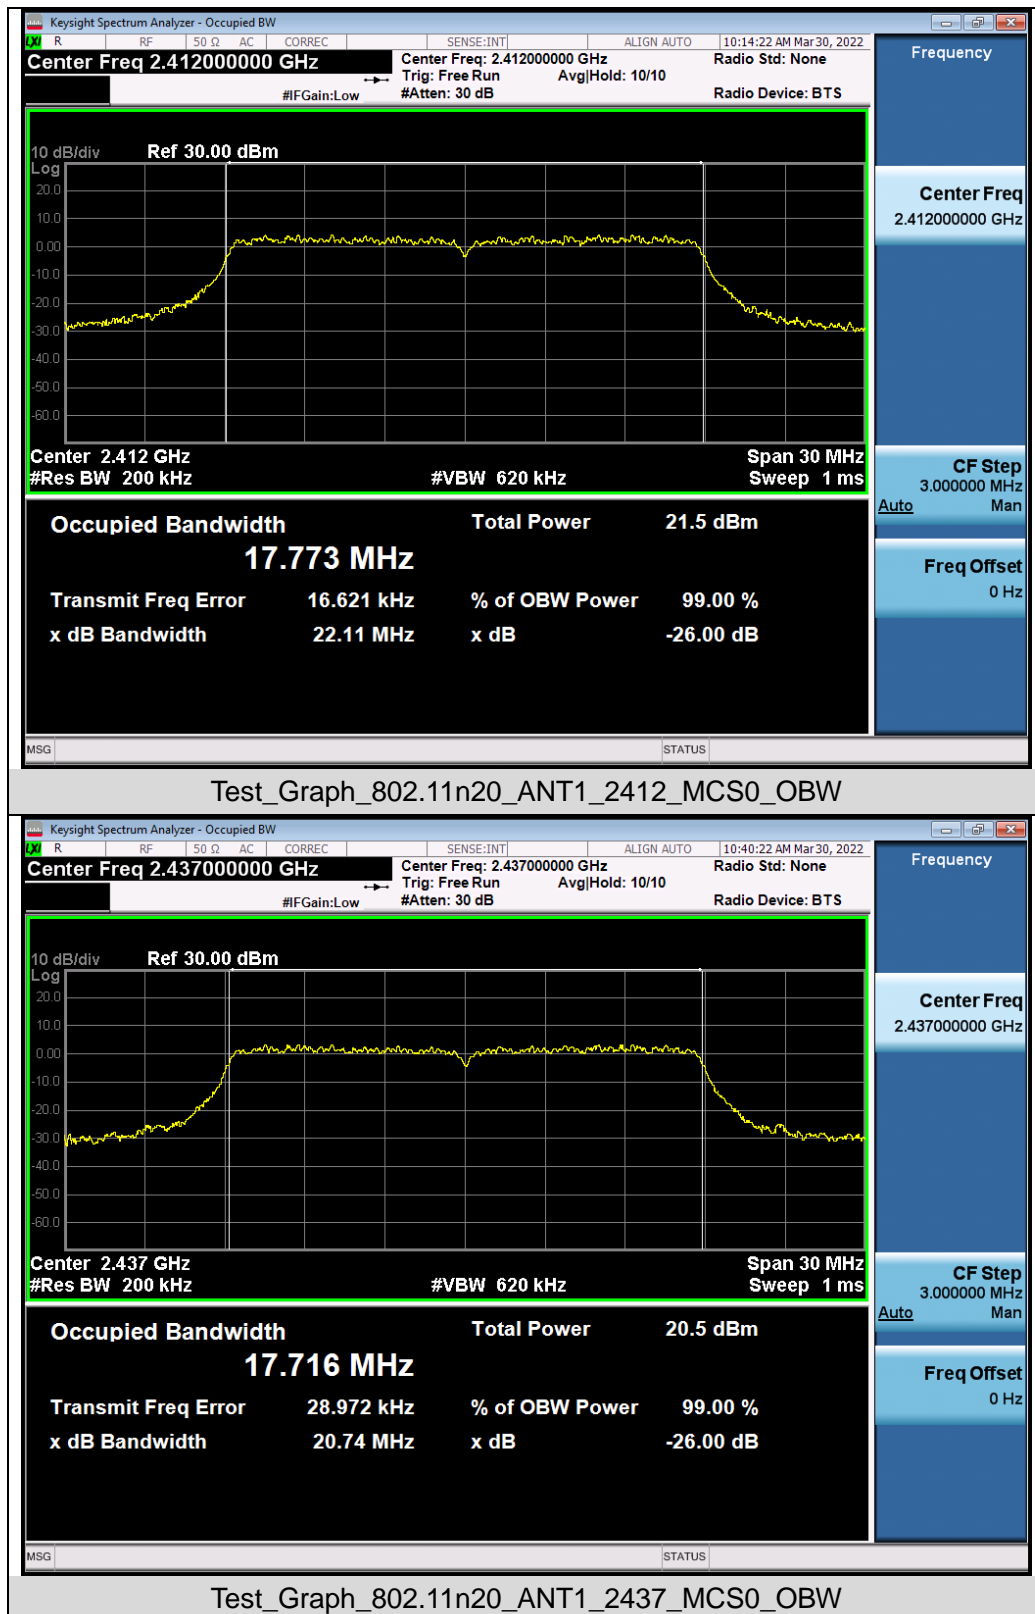 Keysight Spectrum Analyzer - Occupied BW
LXI R RF 50 Ω AC CORREC SENSE:INT ALIGN AUTO 10:14:22 AM Mar 30, 2022
Center Freq 2.412000000 GHz Center Freq: 2.412000000 GHz Radio Std: None Frequency
Trig: Free Run Avg|Hold: 10/10
#IFGain:Low #Atten: 30 dB Radio Device: BTS
10 dB/div Ref 30.00 dBm
Log
20.0
10.0
0.00
-10.0
-20.0
-30.0
-40.0
-50.0
-60.0
Center Freq
2.412000000 GHz
Center 2.412 GHz Span 30 MHz
#Res BW 200 kHz #VBW 620 kHz Sweep 1 ms
CF Step
3.000000 MHz
Auto Man
Occupied Bandwidth Total Power 21.5 dBm
17.773 MHz
Freq Offset
0 Hz
Transmit Freq Error 16.621 kHz % of OBW Power 99.00 %
x dB Bandwidth 22.11 MHz x dB -26.00 dB
MSG STATUS
Test_Graph_802.11n20_ANT1_2412_MCS0_OBW
Keysight Spectrum Analyzer - Occupied BW
LXI R RF 50 Ω AC CORREC SENSE:INT ALIGN AUTO 10:40:22 AM Mar 30, 2022
Center Freq 2.437000000 GHz Center Freq: 2.437000000 GHz Radio Std: None Frequency
Trig: Free Run Avg|Hold: 10/10
#IFGain:Low #Atten: 30 dB Radio Device: BTS
10 dB/div Ref 30.00 dBm
Log
20.0
10.0
0.00
-10.0
-20.0
-30.0
-40.0
-50.0
-60.0
Center Freq
2.437000000 GHz
Center 2.437 GHz Span 30 MHz
#Res BW 200 kHz #VBW 620 kHz Sweep 1 ms
CF Step
3.000000 MHz
Auto Man
Occupied Bandwidth Total Power 20.5 dBm
17.716 MHz
Freq Offset
0 Hz
Transmit Freq Error 28.972 kHz % of OBW Power 99.00 %
x dB Bandwidth 20.74 MHz x dB -26.00 dB
MSG STATUS
Test_Graph_802.11n20_ANT1_2437_MCS0_OBW